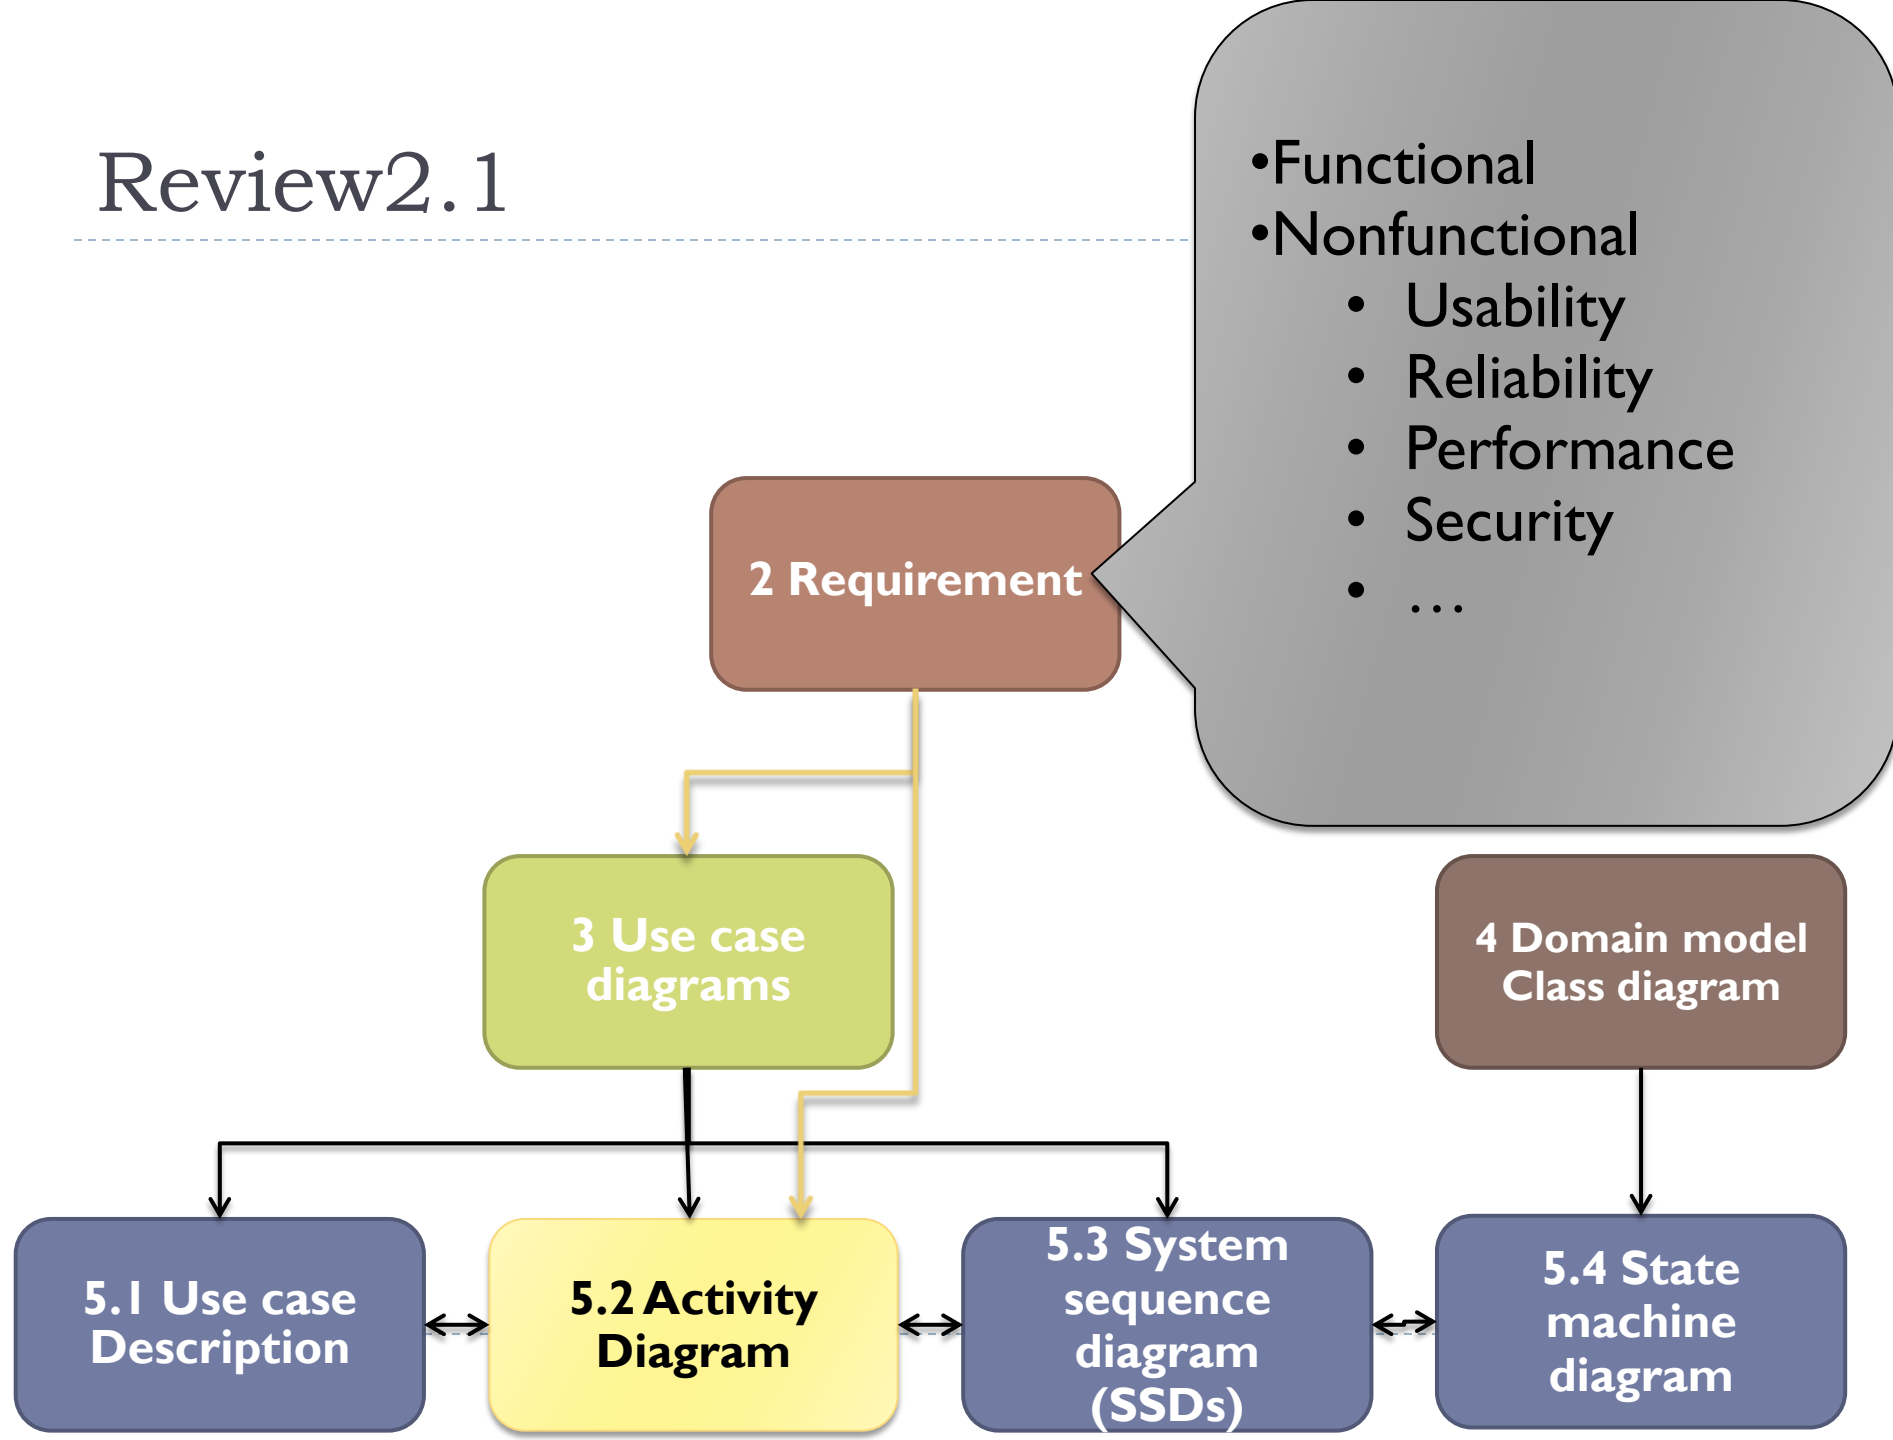 Review2.1
•Functional
•Nonfunctional
• Usability
• Reliability
• Performance
• Security
• …
2 Requirement
3 Use case
diagrams
4 Domain model
Class diagram
5.1 Use case
Description
5.2 Activity
Diagram
5.3 System
sequence
diagram
(SSDs)
5.4 State
machine
diagram